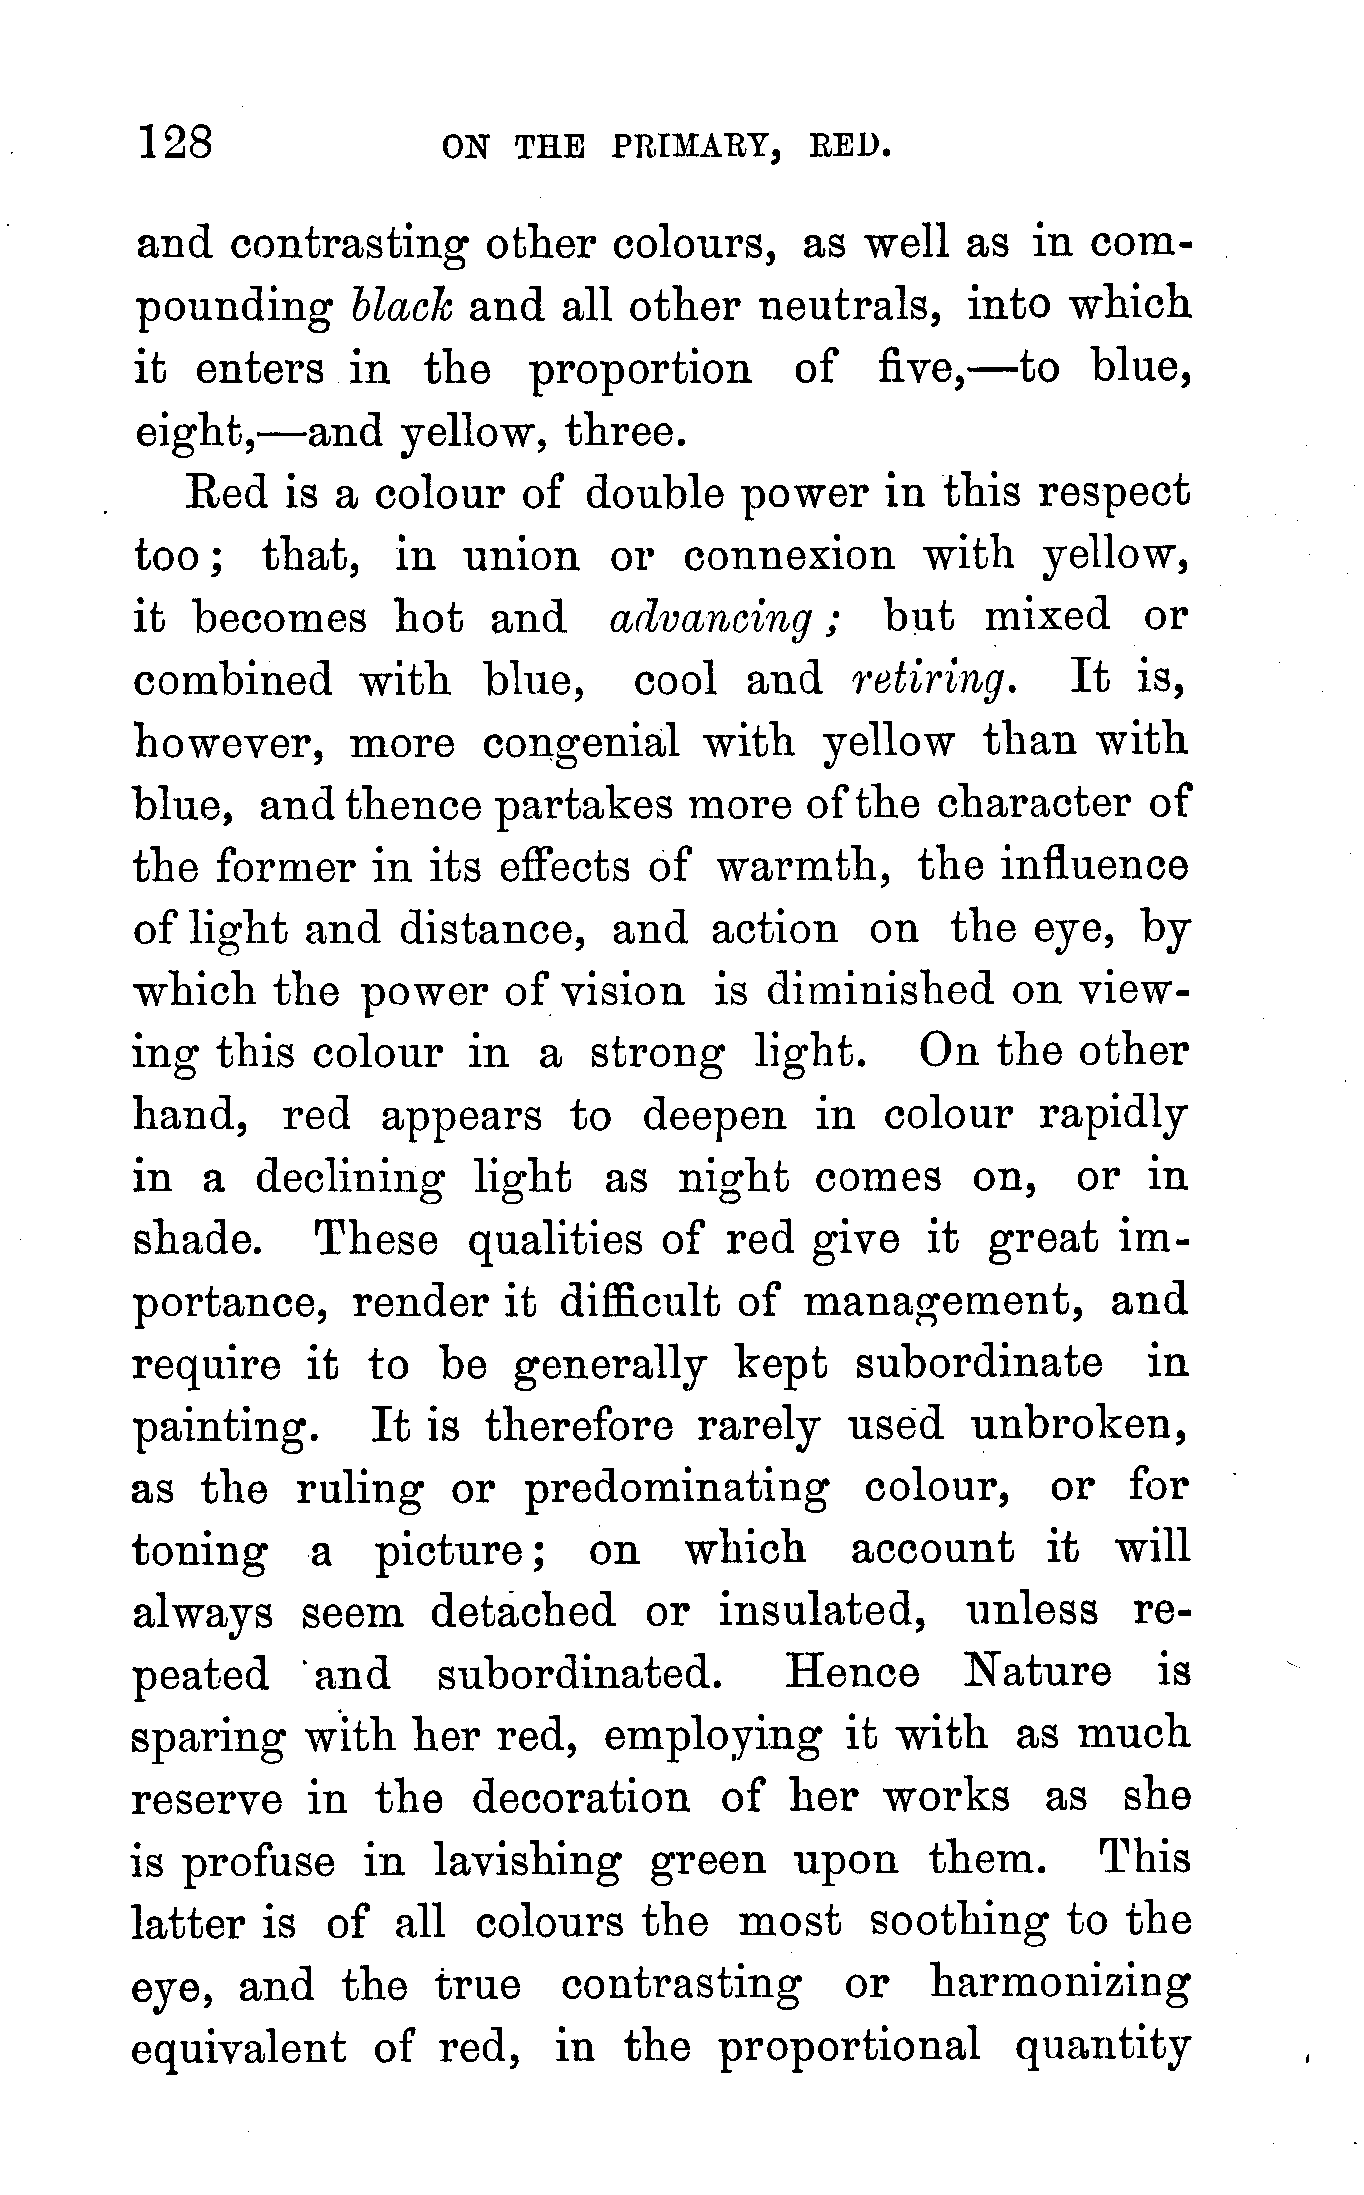 128 ON THE PRIMARY, RED.
and contrasting other colours, as well as in com-
pounding black and all other neutrals, into which
it enters in the proportion of five,—to blue,
eight,—and yellow, three.
Red is a colour of double power in this respect
too; that, in union or connexion with yellow,
it becomes hot and advancing; but mixed or
combined with blue, cool and retiring. It is,
however, more congenial with yellow than with
blue, and thence partakes more of the character of
the former in its effects of warmth, the influence
of light and distance, and action on the eye, by
which the power of vision is diminished on view-
ing this colour in a strong light. On the other
hand, red appears to deepen in colour rapidly
in a declining light as night comes on, or in
shade. These qualities of red give it great im-
portance, render it difficult of management, and
require it to be generally kept subordinate in
painting. It is therefore rarely used unbroken,
as the ruling or predominating colour, or for
toning a picture; on which account it will
always seem detached or insulated, unless re-
peated and subordinated. Hence Nature is
sparing with her red, employing it with as much
reserve in the decoration of her works as she
is profuse in lavishing green upon them. This
latter is of all colours the most soothing to the
eye, and the true contrasting or harmonizing
equivalent of red, in the proportional quantity